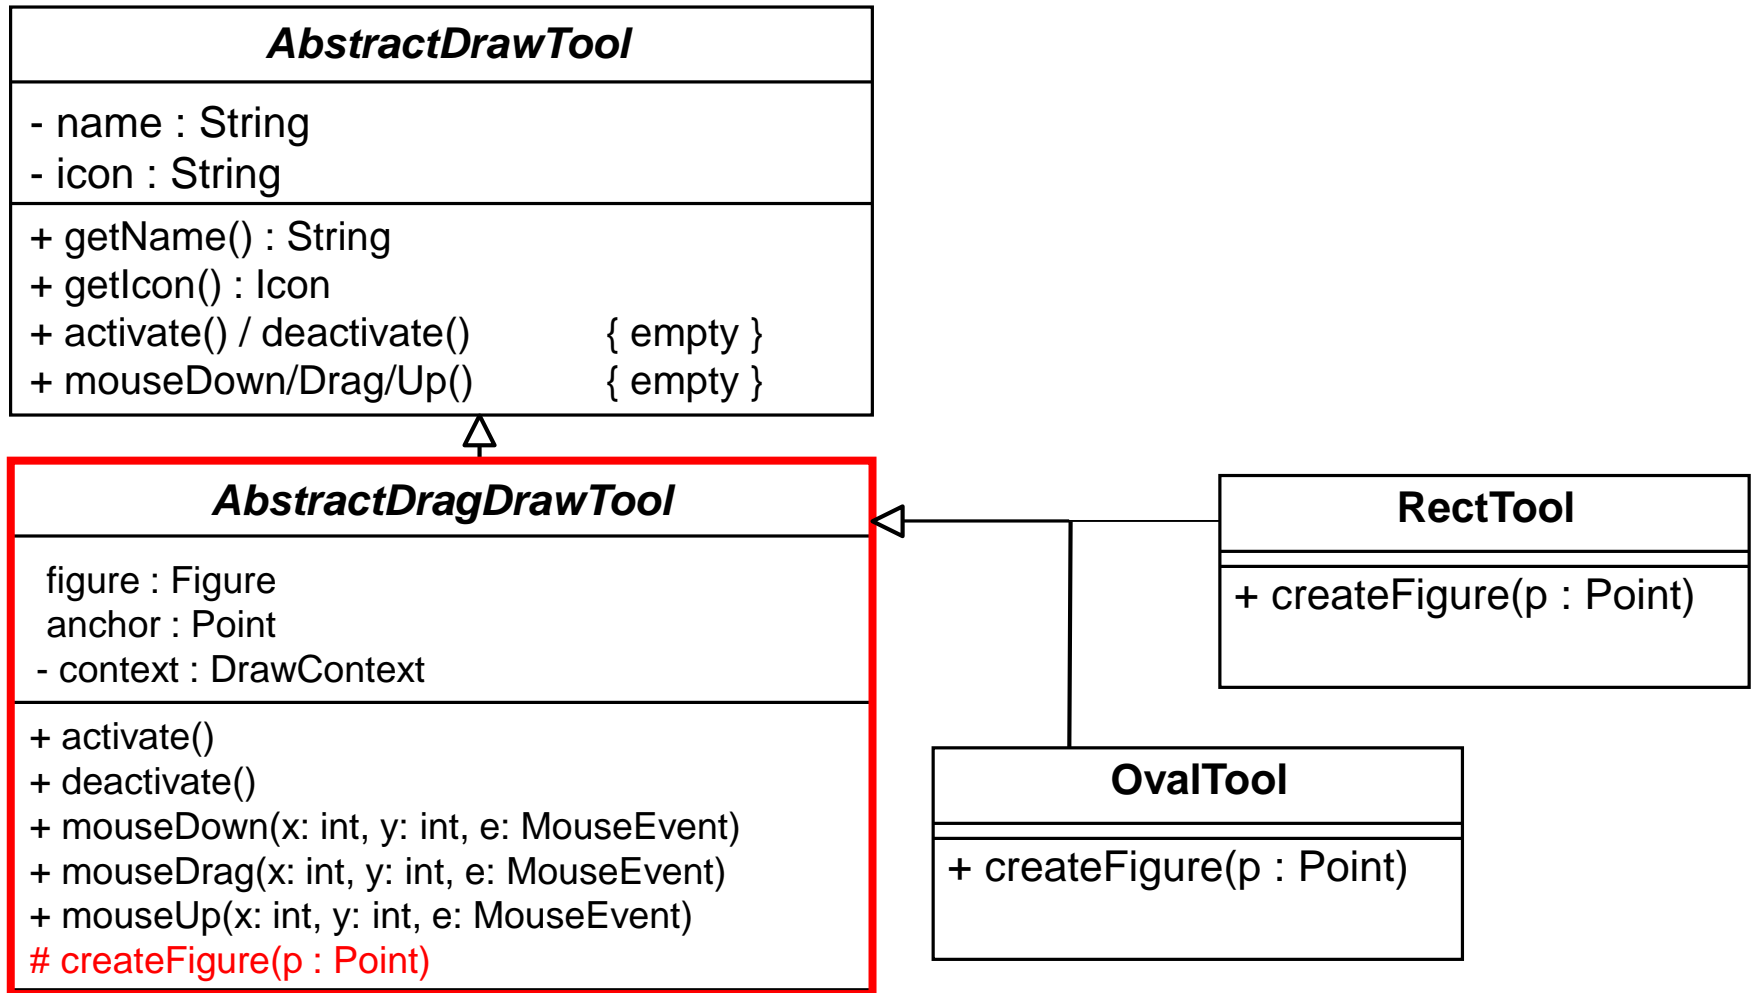 AbstractDrawTool
- name : String
- icon : String
+ getName() : String
+ getIcon() : Icon
+ activate() / deactivate() { empty }
+ mouseDown/Drag/Up() { empty }
AbstractDragDrawTool
figure : Figure
anchor : Point
- context : DrawContext
+ activate()
+ deactivate()
+ mouseDown(x: int, y: int, e: MouseEvent)
+ mouseDrag(x: int, y: int, e: MouseEvent)
+ mouseUp(x: int, y: int, e: MouseEvent)
# createFigure(p : Point)
RectTool
+ createFigure(p : Point)
OvalTool
+ createFigure(p : Point)